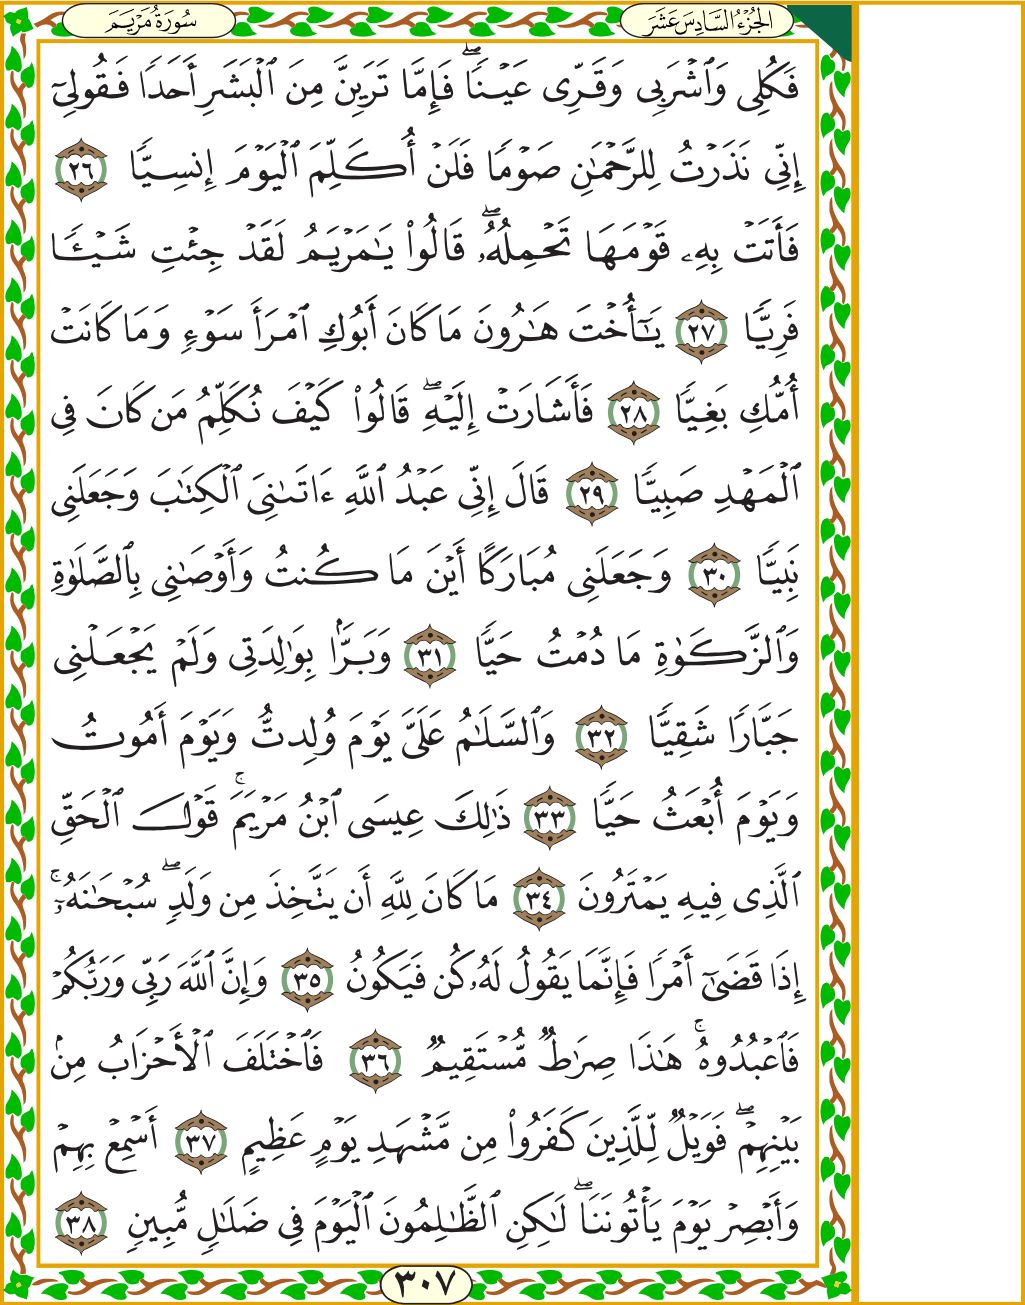 الجُزْءُ السَّادِسَ عَشَرَ
سُورَةُ مَرْيَمَ
فَكُلِي وَٱشۡرَبِي وَقَرِّي عَيۡنٗاۖ فَإِمَّا تَرَيِنَّ مِنَ ٱلۡبَشَرِ أَحَدٗا فَقُولِيٓ
إِنِّي نَذَرۡتُ لِلرَّحۡمَٰنِ صَوۡمٗا فَلَنۡ أُكَلِّمَ ٱلۡيَوۡمَ إِنسِيّٗا ٢٦
فَأَتَتۡ بِهِۦ قَوۡمَهَا تَحۡمِلُهُۥۖ قَالُواْ يَٰمَرۡيَمُ لَقَدۡ جِئۡتِ شَيۡـٔٗا
فَرِيّٗا ٢٧ يَٰٓأُخۡتَ هَٰرُونَ مَا كَانَ أَبُوكِ ٱمۡرَأَ سَوۡءٖ وَمَا كَانَتۡ
أُمُّكِ بَغِيّٗا ٢٨ فَأَشَارَتۡ إِلَيۡهِۖ قَالُواْ كَيۡفَ نُكَلِّمُ مَن كَانَ فِي
ٱلۡمَهۡدِ صَبِيّٗا ٢٩ قَالَ إِنِّي عَبۡدُ ٱللَّهِ ءَاتَىٰنِيَ ٱلۡكِتَٰبَ وَجَعَلَنِي
نَبِيّٗا ٣٠ وَجَعَلَنِي مُبَارَكًا أَيۡنَ مَا كُنتُ وَأَوۡصَٰنِي بِٱلصَّلَوٰةِ
وَٱلزَّكَوٰةِ مَا دُمۡتُ حَيّٗا ٣١ وَبَرَّۢا بِوَٰلِدَتِي وَلَمۡ يَجۡعَلۡنِي
جَبَّارٗا شَقِيّٗا ٣٢ وَٱلسَّلَٰمُ عَلَيَّ يَوۡمَ وُلِدتُّ وَيَوۡمَ أَمُوتُ
وَيَوۡمَ أُبۡعَثُ حَيّٗا ٣٣ ذَٰلِكَ عِيسَى ٱبۡنُ مَرۡيَمَۚ قَوۡلَ ٱلۡحَقِّ
ٱلَّذِي فِيهِ يَمۡتَرُونَ ٣٤ مَا كَانَ لِلَّهِ أَن يَتَّخِذَ مِن وَلَدٖۖ سُبۡحَٰنَهُۥٓۚ
إِذَا قَضَىٰٓ أَمۡرٗا فَإِنَّمَا يَقُولُ لَهُۥ كُن فَيَكُونُ ٣٥ وَإِنَّ ٱللَّهَ رَبِّي وَرَبُّكُمۡ
فَٱعۡبُدُوهُۚ هَٰذَا صِرَٰطٞ مُّسۡتَقِيمٞ ٣٦ فَٱخۡتَلَفَ ٱلۡأَحۡزَابُ مِنۢ
بَيۡنِهِمۡۖ فَوَيۡلٞ لِّلَّذِينَ كَفَرُواْ مِن مَّشۡهَدِ يَوۡمٍ عَظِيمٍ ٣٧ أَسۡمِعۡ بِهِمۡ
وَأَبۡصِرۡ يَوۡمَ يَأۡتُونَنَاۖ لَٰكِنِ ٱلظَّٰلِمُونَ ٱلۡيَوۡمَ فِي ضَلَٰلٖ مُّبِينٖ ٣٨
٣٠٧